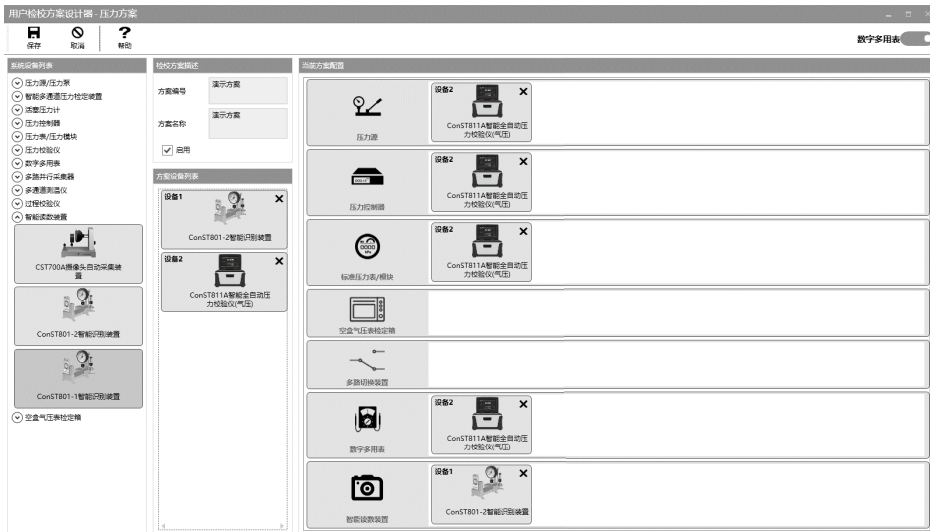 用户检校方案设计器 - 压力方案
保存
取消
帮助
数字多用表
系统设备列表
压力源/压力泵
智能多通道压力检定装置
活塞压力计
压力控制器
压力表/压力模块
压力校验仪
数字多用表
多路并行采集器
多通道测温仪
过程校验仪
智能读数装置
CST700A摄像头自动采集装
置
ConST801-2智能识别装置
ConST801-1智能识别装置
空盒气压表检定箱
检校方案描述
方案编号
演示方案
方案名称
演示方案
启用
方案设备列表
设备1
ConST801-2智能识别装置
设备2
ConST811A智能全自动压
力校验仪(气压)
当前方案配置
压力源
设备2
ConST811A智能全自动压
力校验仪(气压)
压力控制器
设备2
ConST811A智能全自动压
力校验仪(气压)
标准压力表/模块
设备2
ConST811A智能全自动压
力校验仪(气压)
空盒气压表检定箱
多路切换装置
数字多用表
设备2
ConST811A智能全自动压
力校验仪(气压)
智能读数装置
设备1
ConST801-2智能识别装置